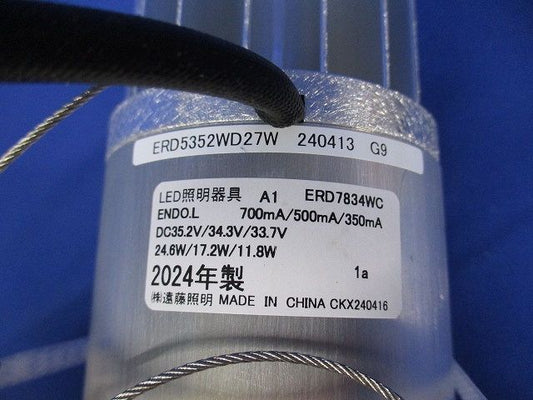 ERD5352WD27W 240413 G9
LED照明器具 A1 ERD7834WC
ENDO.L 700mA/500mA/350mA
DC35.2V/34.3V/33.7V
24.6W/17.2W/11.8W
2024年製 1a
㈱遠藤照明 MADE IN CHINA CKX240416